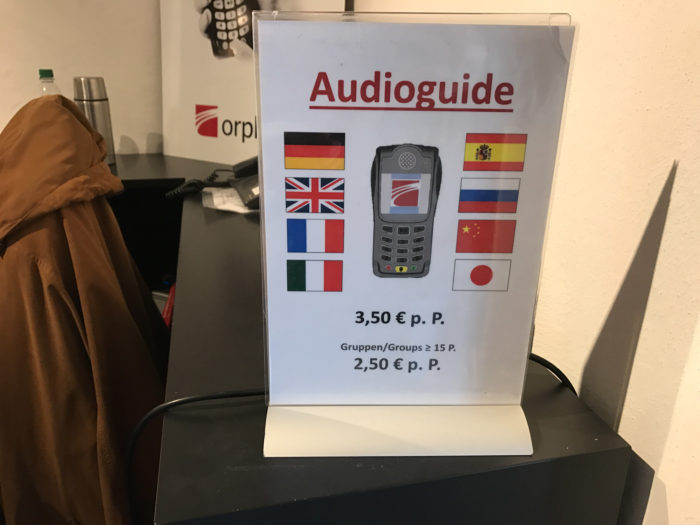 Audioguide
3,50 € p. P.
Gruppen/Groups ≥ 15 P.
2,50 € p. P.